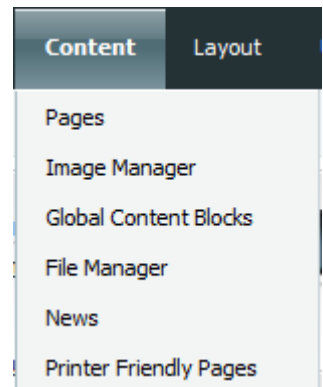 Content Layout
Pages
Image Manager
Global Content Blocks
File Manager
News
Printer Friendly Pages